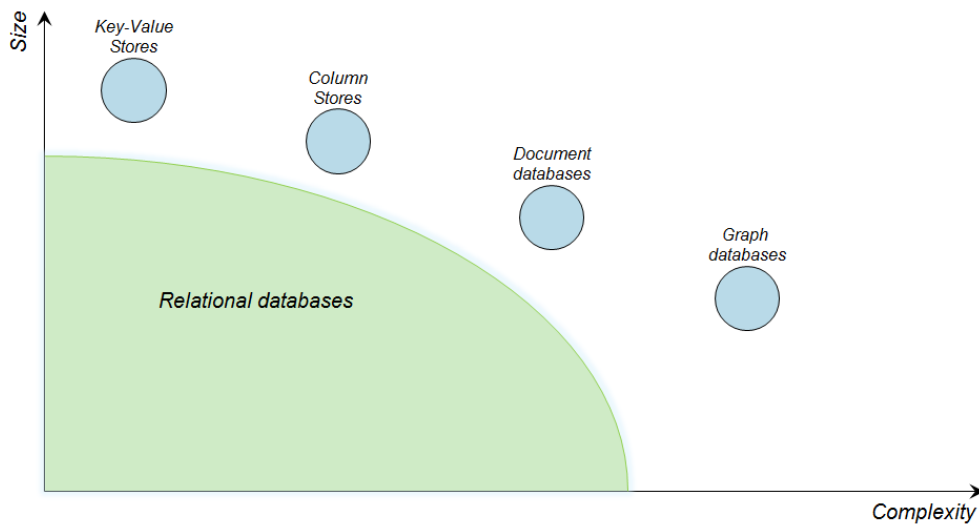 Size
Key-Value
Stores
Column
Stores
Document
databases
Graph
databases
Relational databases
Complexity